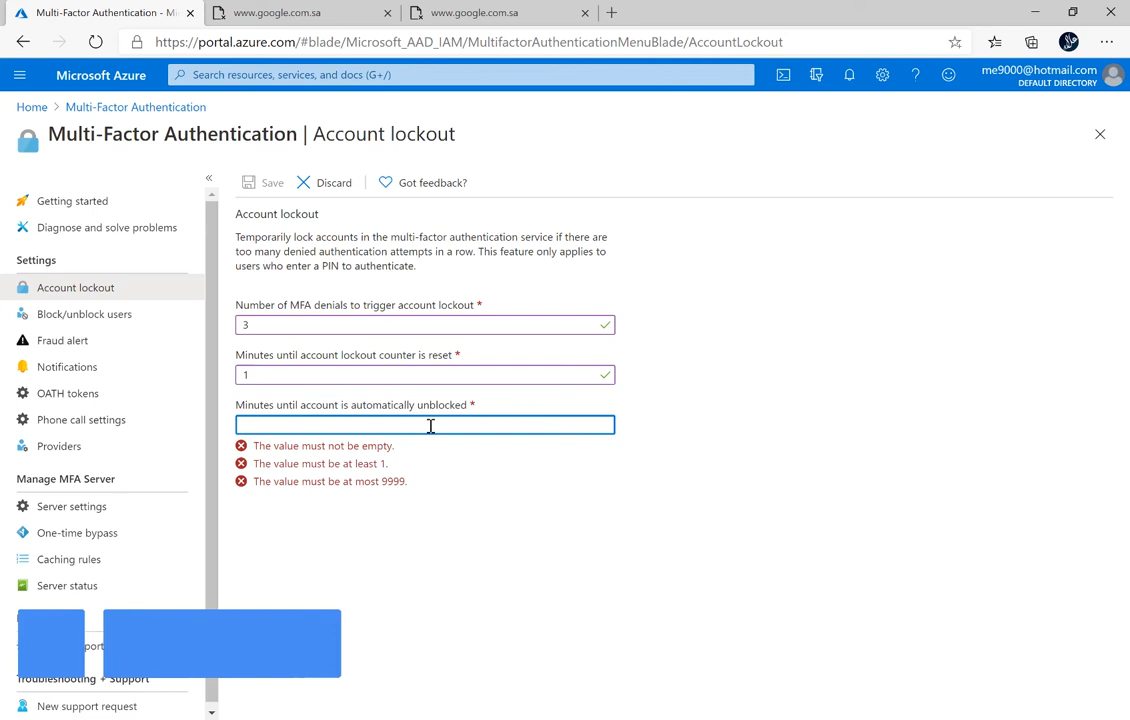 Multi-Factor Authentication - Mi
www.google.com.sa
www.google.com.sa
https://portal.azure.com/#blade/Microsoft_AAD_IAM/MultifactorAuthenticationMenuBlade/AccountLockout
Microsoft Azure
Search resources, services, and docs (G+/)
me9000@hotmail.com
DEFAULT DIRECTORY
Home > Multi-Factor Authentication
Multi-Factor Authentication | Account lockout
Save
Discard
Got feedback?
Getting started
Diagnose and solve problems
Settings
Account lockout
Block/unblock users
Fraud alert
Notifications
OATH tokens
Phone call settings
Providers
Manage MFA Server
Server settings
One-time bypass
Caching rules
Server status
Troubleshooting + Support
New support request
Account lockout
Temporarily lock accounts in the multi-factor authentication service if there are
too many denied authentication attempts in a row. This feature only applies to
users who enter a PIN to authenticate.
Number of MFA denials to trigger account lockout *
3
Minutes until account lockout counter is reset *
1
Minutes until account is automatically unblocked *
The value must not be empty.
The value must be at least 1.
The value must be at most 9999.